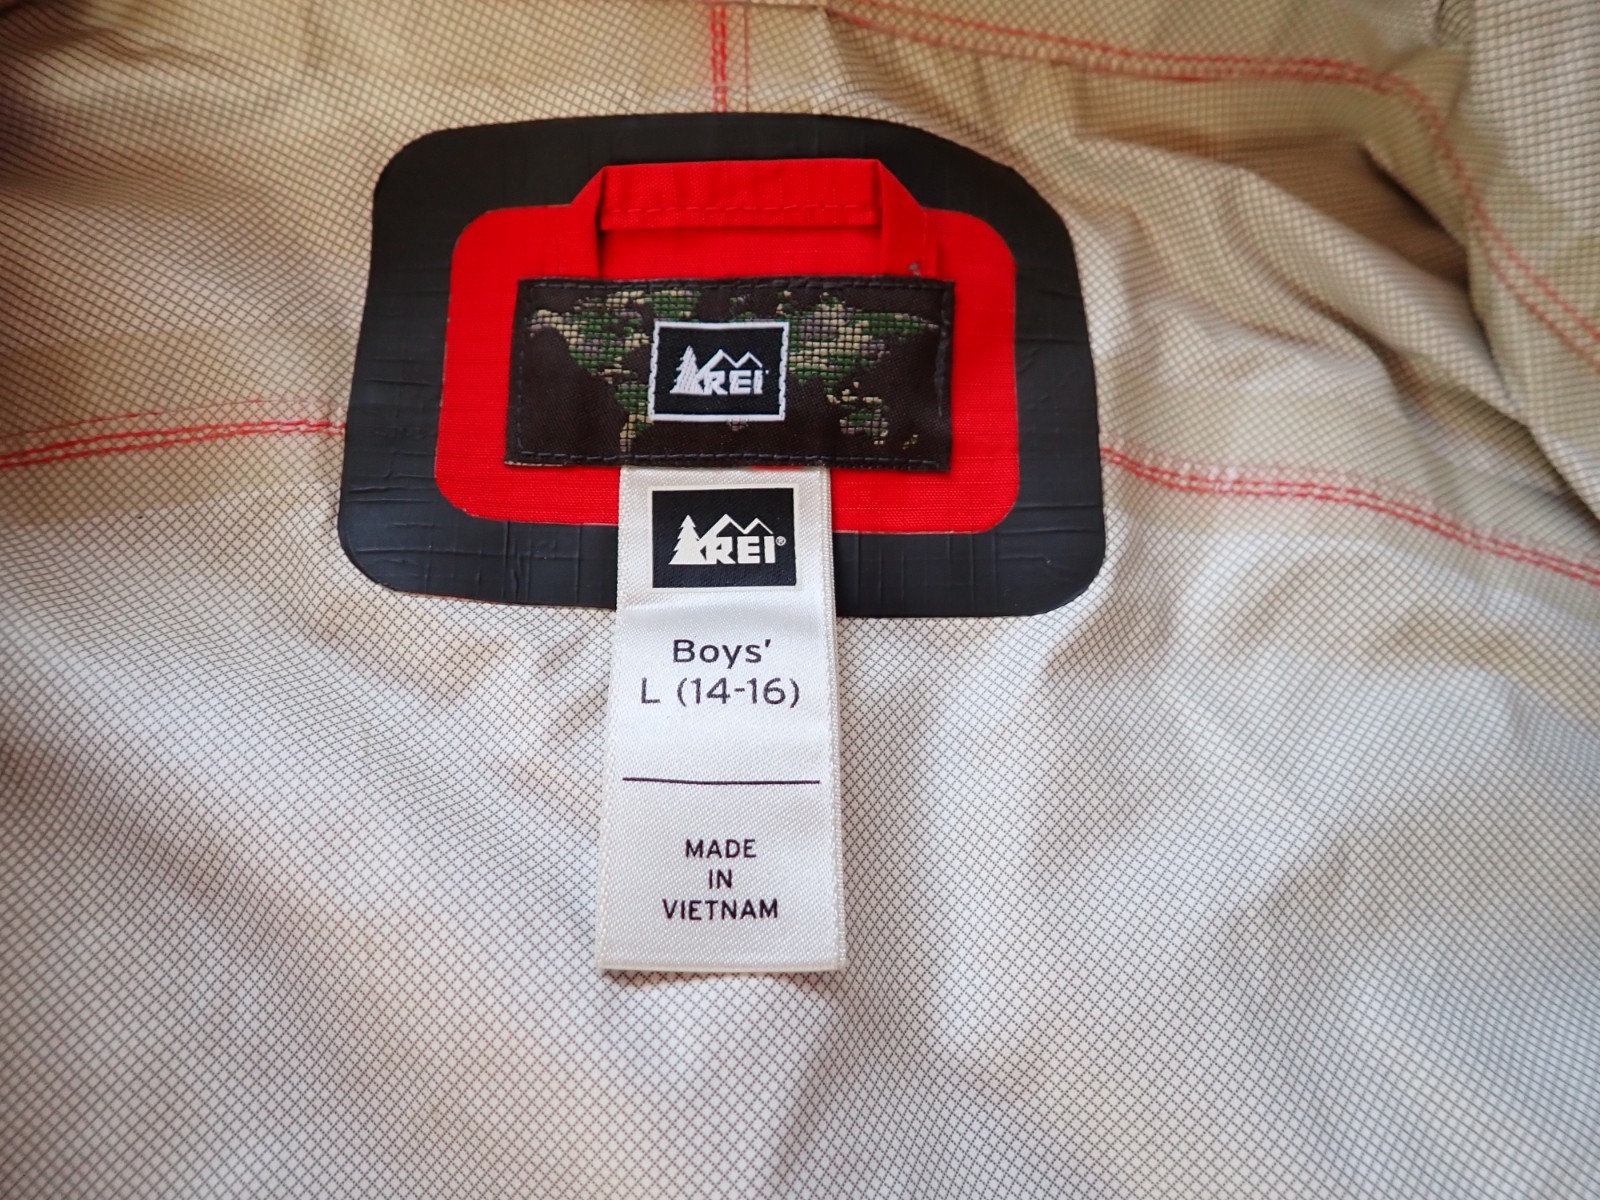 REI
REI®
Boys'
L (14-16)
MADE
IN
VIETNAM